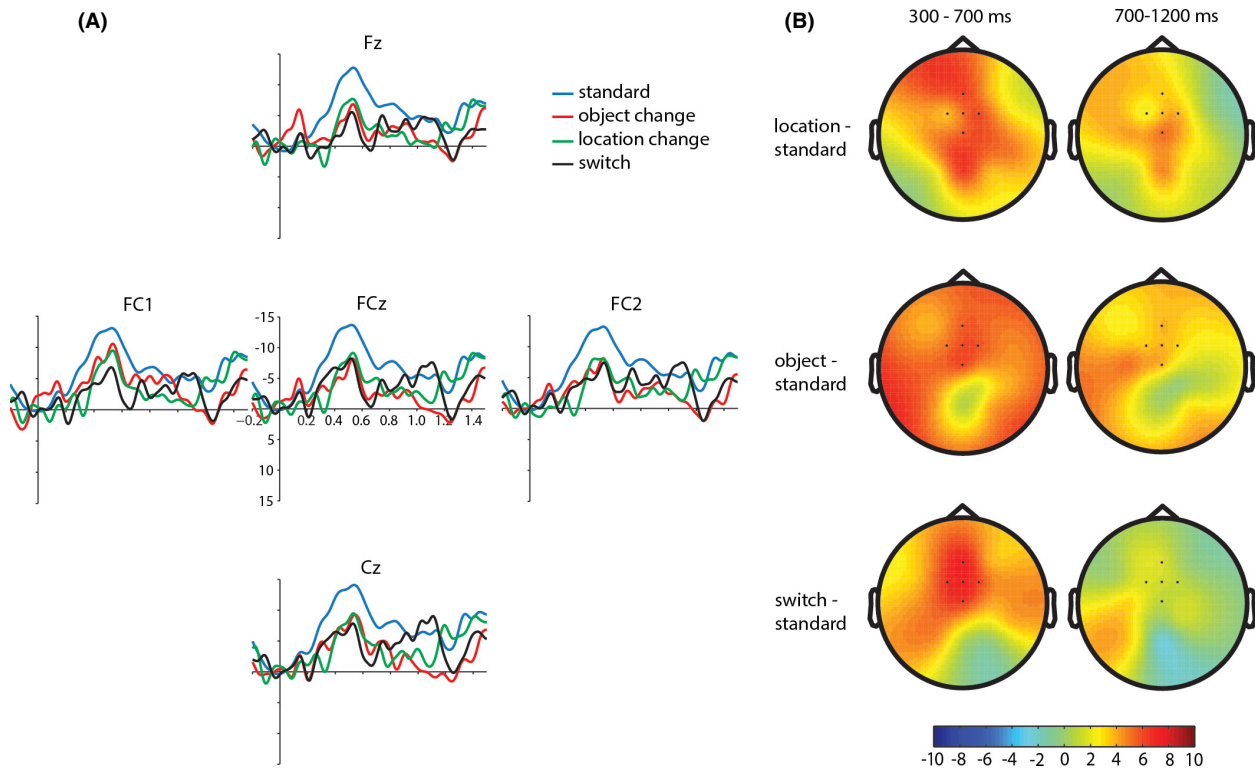 (A)
Fz
standard
object change
location change
switch
FC1
FCz
FC2
-15
-10
-5
5
10
15
−0.2
0.2
0.4
0.6
0.8
1.0
1.2
1.4
Cz
(B)
300 - 700 ms
700-1200 ms
location -
standard
object -
standard
switch -
standard
-10 -8 -6 -4 -2 0 2 4 6 8 10